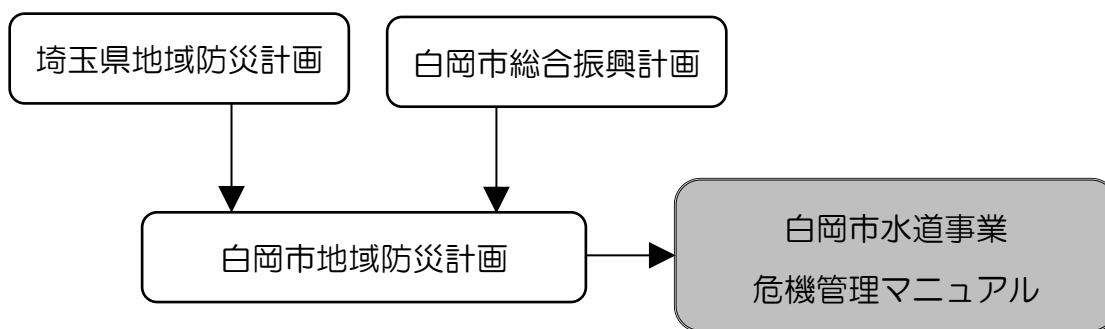 埼玉県地域防災計画
白岡市総合振興計画
白岡市地域防災計画
白岡市水道事業
危機管理マニュアル